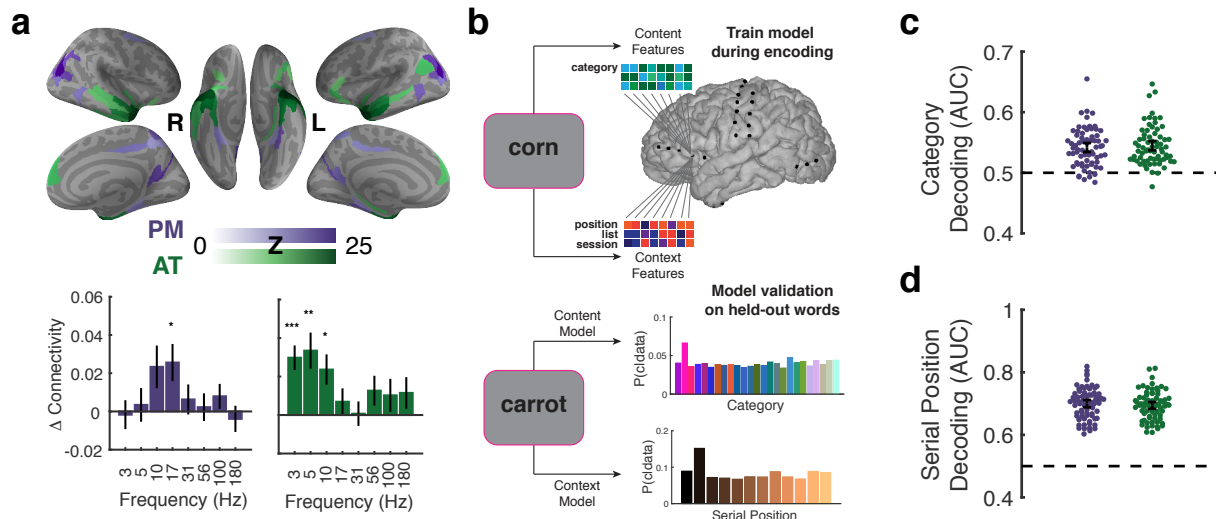 a
R
L
PM
AT
0
Z
25
Δ Connectivity
0.06
0.04
0.02
0
-0.02
*
***
**
*
3
5
10
17
31
56
100
180
Frequency (Hz)
3
5
10
17
31
56
100
180
Frequency (Hz)
b
Content
Features
Train model
during encoding
category
corn
position
list
session
Context
Features
Model validation
on held-out words
Content
Model
P(c|data)
0.1
0.05
0
Category
carrot
Context
Model
P(c|data)
0.2
0.1
0
Serial Position
c
Category
Decoding (AUC)
0.7
0.6
0.5
0.4
d
Serial Position
Decoding (AUC)
1
0.8
0.6
0.4